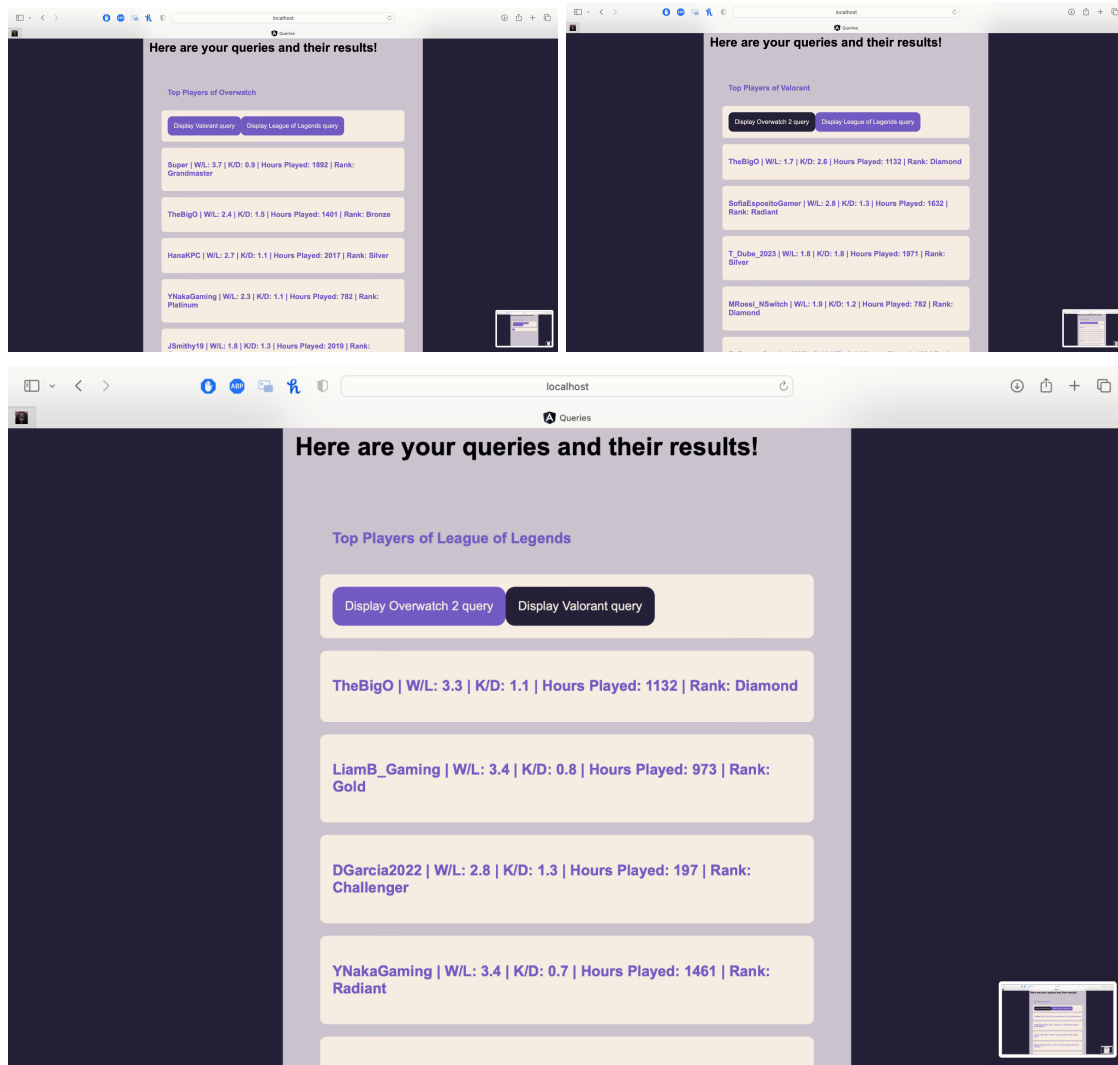 localhost
Queries
Here are your queries and their results!
Top Players of Overwatch
Display Valorant query Display League of Legends query
Super | W/L: 3.7 | K/D: 0.9 | Hours Played: 1892 | Rank:
Grandmaster
TheBigO | W/L: 2.4 | K/D: 1.5 | Hours Played: 1401 | Rank: Bronze
HanaKPC | W/L: 2.7 | K/D: 1.1 | Hours Played: 2017 | Rank: Silver
YNakaGaming | W/L: 2.3 | K/D: 1.1 | Hours Played: 782 | Rank:
Platinum
JSmithy19 | W/L: 1.8 | K/D: 1.3 | Hours Played: 2019 | Rank:
localhost
Queries
Here are your queries and their results!
Top Players of Valorant
Display Overwatch 2 query Display League of Legends query
TheBigO | W/L: 1.7 | K/D: 2.6 | Hours Played: 1132 | Rank: Diamond
SofiaEspositoGamer | W/L: 2.8 | K/D: 1.3 | Hours Played: 1632 |
Rank: Radiant
T_Dube_2023 | W/L: 1.8 | K/D: 1.8 | Hours Played: 1971 | Rank:
Silver
MRossi_NSwitch | W/L: 1.9 | K/D: 1.2 | Hours Played: 782 | Rank:
Diamond
ABP
localhost
Queries
Here are your queries and their results!
Top Players of League of Legends
Display Overwatch 2 query Display Valorant query
TheBigO | W/L: 3.3 | K/D: 1.1 | Hours Played: 1132 | Rank: Diamond
LiamB_Gaming | W/L: 3.4 | K/D: 0.8 | Hours Played: 973 | Rank:
Gold
DGarcia2022 | W/L: 2.8 | K/D: 1.3 | Hours Played: 197 | Rank:
Challenger
YNakaGaming | W/L: 3.4 | K/D: 0.7 | Hours Played: 1461 | Rank:
Radiant